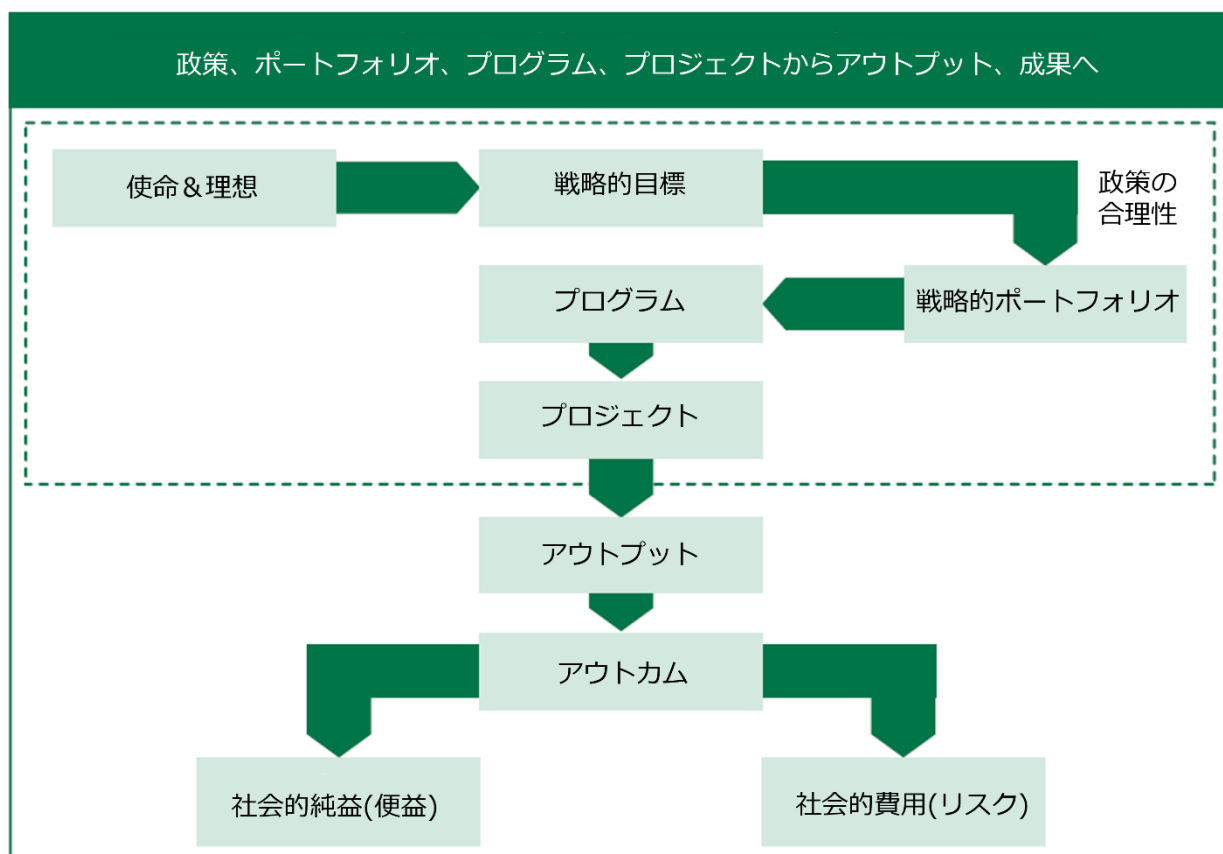 政策、ポートフォリオ、プログラム、プロジェクトからアウトプット、成果へ
使命＆理想
戦略的目標
政策の
合理性
プログラム
戦略的ポートフォリオ
プロジェクト
アウトプット
アウトカム
社会的純益(便益)
社会的費用(リスク)